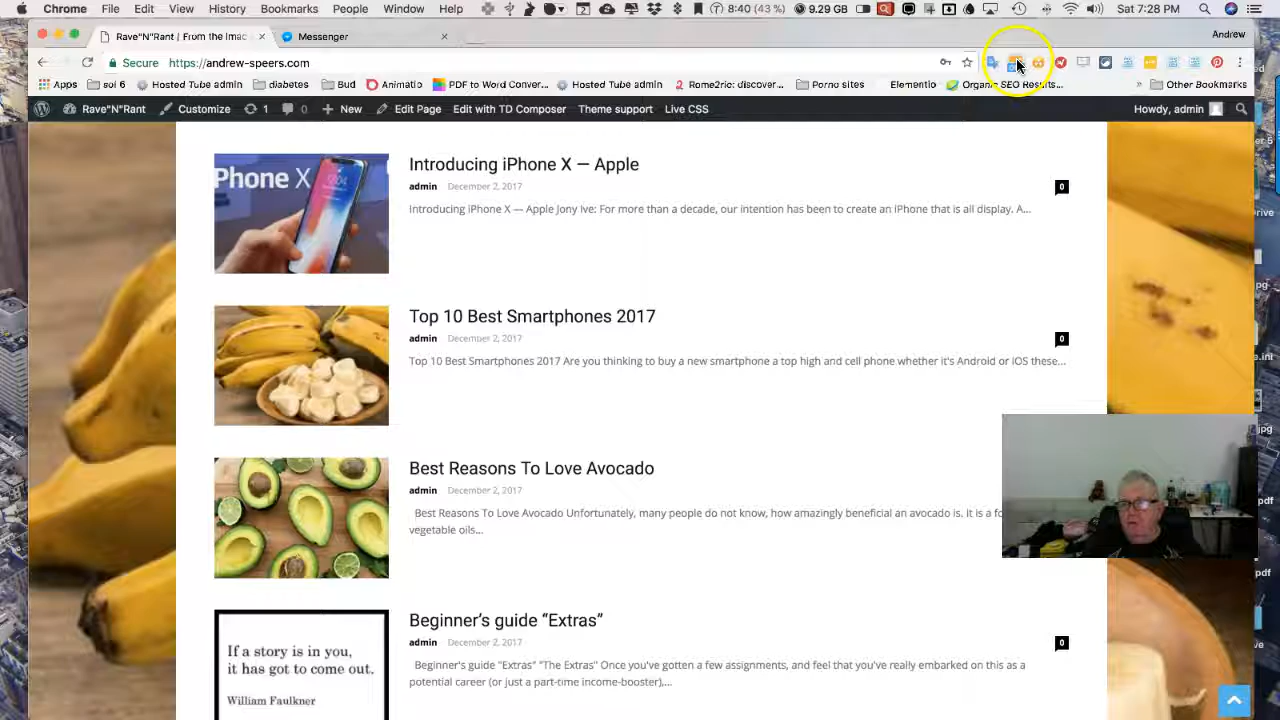 Chrome File Edit View History Bookmarks People Window Help 2 8:40 (43 %) 9.29 GB Sat 7:28 PM
Rave"N"Rant | From the Imac × Messenger × Andrew
Secure https://andrew-speers.com
Apps sol 6 diabetes Bud Animatio PDF to Word Conver... Rome2ric: discover... Porno sites Elementio Organic SEO Results... » Other Bookmarks
Rave"N"Rant Customize 1 0 New Edit Page Edit with TD Composer Theme support Live CSS Howdy, admin
Phone X
Introducing iPhone X — Apple
admin December 2, 2017 0
Introducing iPhone X — Apple Jony Ive: For more than a decade, our intention has been to create an iPhone that is all display. A...
Top 10 Best Smartphones 2017
admin December 2, 2017 0
Top 10 Best Smartphones 2017 Are you thinking to buy a new smartphone a top high and cell phone whether it's Android or iOS these...
Best Reasons To Love Avocado
admin December 2, 2017
Best Reasons To Love Avocado Unfortunately, many people do not know, how amazingly beneficial an avocado is. It is a fo
vegetable oils...
Beginner's guide “Extras”
admin December 2, 2017 0
Beginner's guide "Extras" "The Extras" Once you've gotten a few assignments, and feel that you've really embarked on this as a
potential career (or just a part-time income-booster),...
If a story is in you,
it has got to come out.
William Faulkner